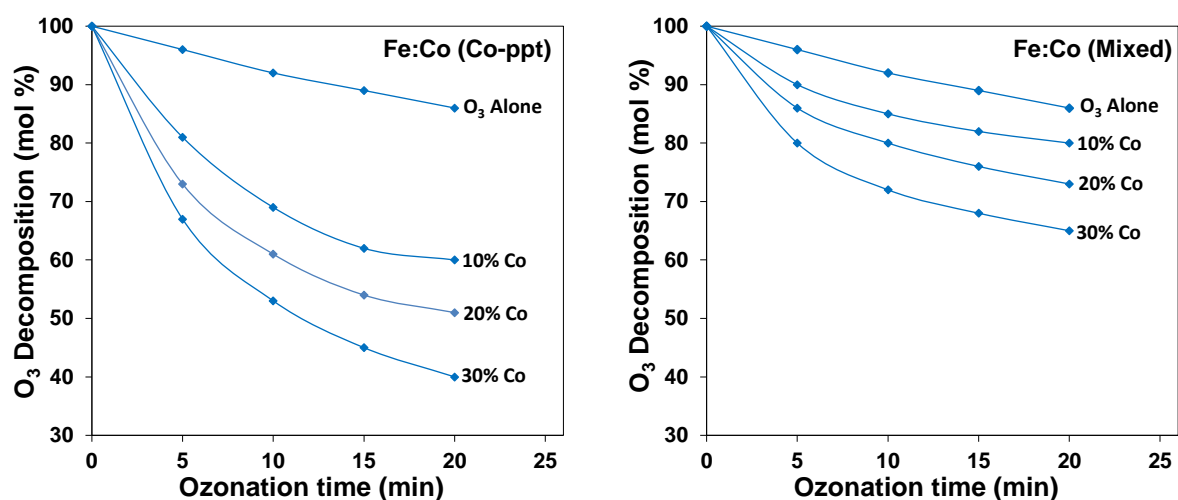 Fe:Co (Co-ppt)
O₃ Decomposition (mol %)
100
90
80
70
60
50
40
30
O₃ Alone
10% Co
20% Co
30% Co
0 5 10 15 20 25
Ozonation time (min)
Fe:Co (Mixed)
O₃ Decomposition (mol %)
100
90
80
70
60
50
40
30
O₃ Alone
10% Co
20% Co
30% Co
0 5 10 15 20 25
Ozonation time (min)